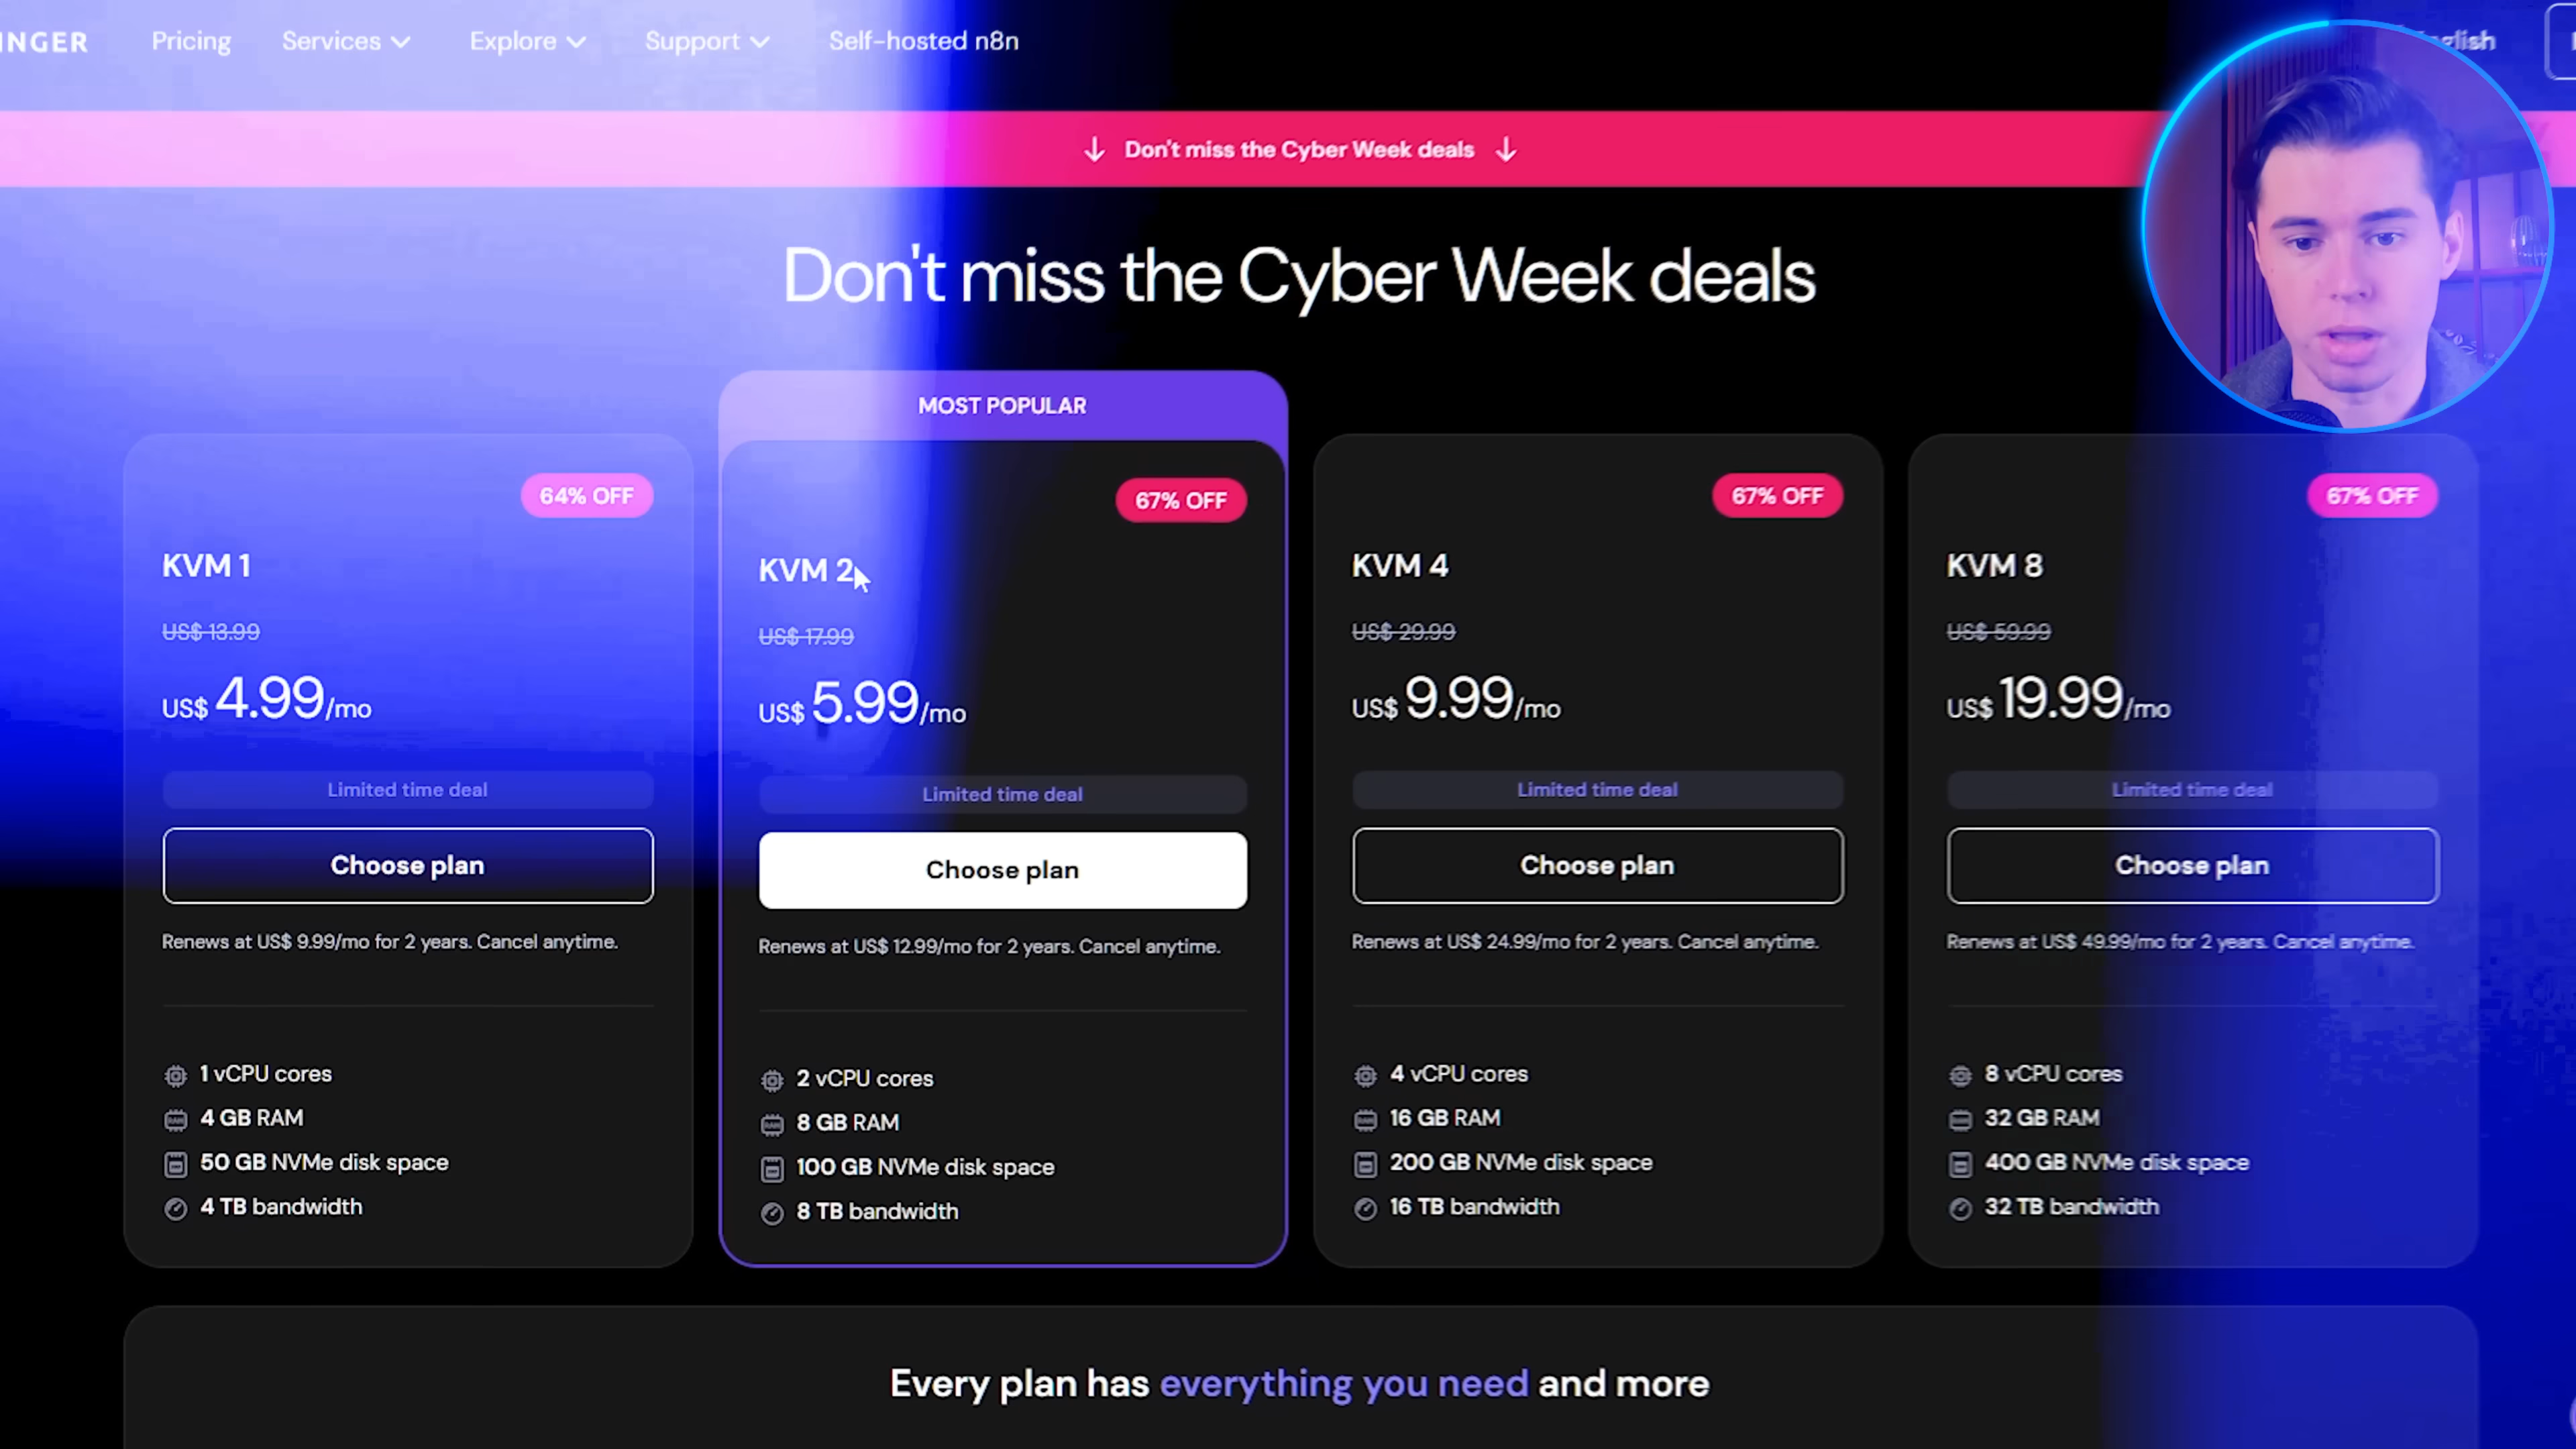 INGER
Pricing
Services
Explore
Support
Self-hosted n8n
↓ Don't miss the Cyber Week deals ↓
Don't miss the Cyber Week deals
64% OFF
KVM 1
US$ 13.99
US$ 4.99/mo
Limited time deal
Choose plan
Renews at US$ 9.99/mo for 2 years. Cancel anytime.
1 vCPU cores
4 GB RAM
50 GB NVMe disk space
4 TB bandwidth
MOST POPULAR
67% OFF
KVM 2
US$ 17.99
US$ 5.99/mo
Limited time deal
Choose plan
Renews at US$ 12.99/mo for 2 years. Cancel anytime.
2 vCPU cores
8 GB RAM
100 GB NVMe disk space
8 TB bandwidth
67% OFF
KVM 4
US$ 29.99
US$ 9.99/mo
Limited time deal
Choose plan
Renews at US$ 24.99/mo for 2 years. Cancel anytime.
4 vCPU cores
16 GB RAM
200 GB NVMe disk space
16 TB bandwidth
67% OFF
KVM 8
US$ 59.99
US$ 19.99/mo
Limited time deal
Choose plan
Renews at US$ 49.99/mo for 2 years. Cancel anytime.
8 vCPU cores
32 GB RAM
400 GB NVMe disk space
32 TB bandwidth
Every plan has everything you need and more